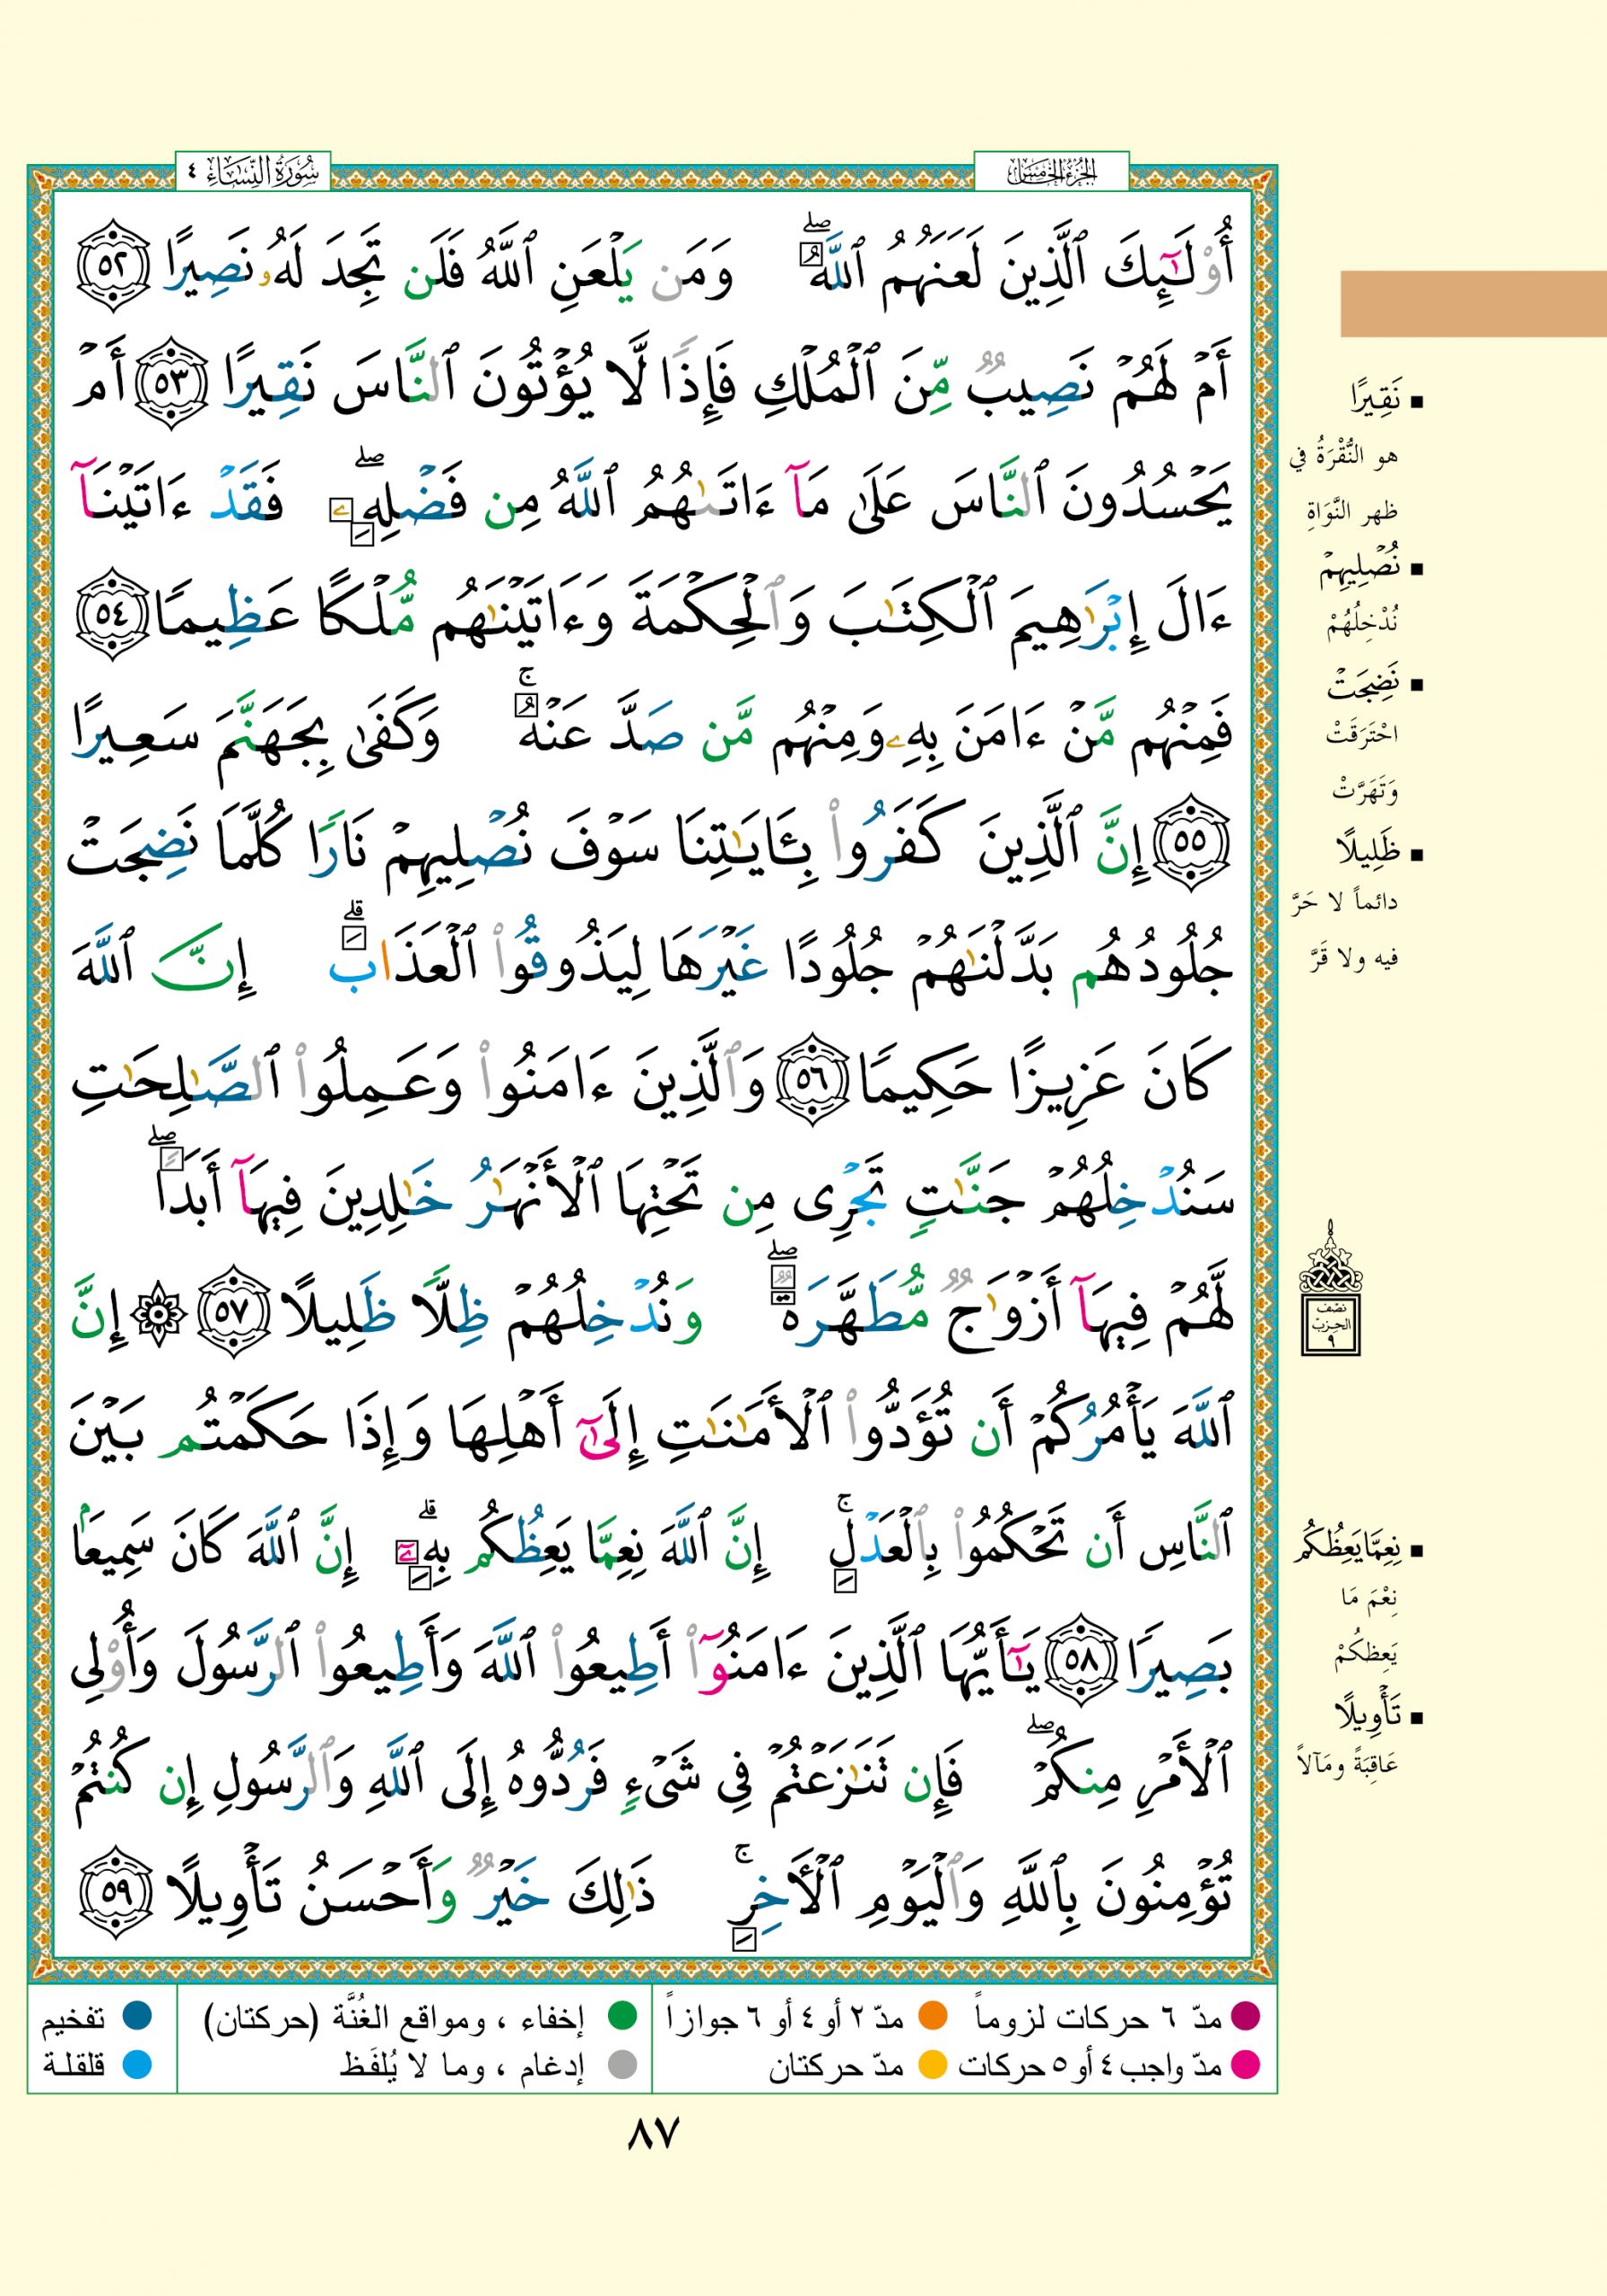 الجزء الخامس
سورة النساء ٤
أُو۟لَـٰٓئِكَ ٱلَّذِينَ لَعَنَهُمُ ٱللَّهُ ۖ وَمَن يَلْعَنِ ٱللَّهُ فَلَن تَجِدَ لَهُۥ نَصِيرًا ٥٢
أَمْ لَهُمْ نَصِيبٌ مِّنَ ٱلْمُلْكِ فَإِذًا لَّا يُؤْتُونَ ٱلنَّاسَ نَقِيرًا ٥٣ أَمْ
يَحْسُدُونَ ٱلنَّاسَ عَلَىٰ مَآ ءَاتَىٰهُمُ ٱللَّهُ مِن فَضْلِهِۦ ۖ فَقَدْ ءَاتَيْنَآ
ءَالَ إِبْرَٰهِيمَ ٱلْكِتَـٰبَ وَٱلْحِكْمَةَ وَءَاتَيْنَـٰهُم مُّلْكًا عَظِيمًا ٥٤
فَمِنْهُم مَّنْ ءَامَنَ بِهِۦ وَمِنْهُم مَّن صَدَّ عَنْهُ ۚ وَكَفَىٰ بِجَهَنَّمَ سَعِيرًا
٥٥ إِنَّ ٱلَّذِينَ كَفَرُوا۟ بِـَٔايَـٰتِنَا سَوْفَ نُصْلِيهِمْ نَارًا كُلَّمَا نَضِجَتْ
جُلُودُهُم بَدَّلْنَـٰهُمْ جُلُودًا غَيْرَهَا لِيَذُوقُوا۟ ٱلْعَذَابَ ۗ إِنَّ ٱللَّهَ
كَانَ عَزِيزًا حَكِيمًا ٥٦ وَٱلَّذِينَ ءَامَنُوا۟ وَعَمِلُوا۟ ٱلصَّـٰلِحَـٰتِ
سَنُدْخِلُهُمْ جَنَّـٰتٍ تَجْرِى مِن تَحْتِهَا ٱلْأَنْهَـٰرُ خَـٰلِدِينَ فِيهَآ أَبَدًا ۖ
لَّهُمْ فِيهَآ أَزْوَٰجٌ مُّطَهَّرَةٌ ۖ وَنُدْخِلُهُمْ ظِلًّا ظَلِيلًا ٥٧ ۞ إِنَّ
ٱللَّهَ يَأْمُرُكُمْ أَن تُؤَدُّوا۟ ٱلْأَمَـٰنَـٰتِ إِلَىٰٓ أَهْلِهَا وَإِذَا حَكَمْتُم بَيْنَ
ٱلنَّاسِ أَن تَحْكُمُوا۟ بِٱلْعَدْلِ ۚ إِنَّ ٱللَّهَ نِعِمَّا يَعِظُكُم بِهِۦٓ ۗ إِنَّ ٱللَّهَ كَانَ سَمِيعًۢا
بَصِيرًا ٥٨ يَـٰٓأَيُّهَا ٱلَّذِينَ ءَامَنُوٓا۟ أَطِيعُوا۟ ٱللَّهَ وَأَطِيعُوا۟ ٱلرَّسُولَ وَأُو۟لِى
ٱلْأَمْرِ مِنكُمْ ۖ فَإِن تَنَـٰزَعْتُمْ فِى شَىْءٍ فَرُدُّوهُ إِلَى ٱللَّهِ وَٱلرَّسُولِ إِن كُنتُمْ
تُؤْمِنُونَ بِٱللَّهِ وَٱلْيَوْمِ ٱلْـَٔاخِرِ ۚ ذَٰلِكَ خَيْرٌ وَأَحْسَنُ تَأْوِيلًا ٥٩
■ نَقِيرًا
هو النُّقْرَةُ في
ظهر النَّوَاةِ
■ نُصْلِيهِمْ
نُدْخِلُهُمْ
■ نَضِجَتْ
احْتَرَقَتْ
وَتَهَرَّتْ
■ ظَلِيلًا
دائماً لا حَرَّ
فيه ولا قَرَّ
نصف
الحزب
٩
■ نِعِمَّا يَعِظُكُم
نِعْمَ مَا
يَعِظكُمْ
■ تَأْوِيلًا
عَاقِبَةً ومَآلاً
مدّ ٦ حركات لزوماً
مدّ ٢ أو ٤ أو ٦ جوازاً
إخفاء ، ومواقع الغُنَّة (حركتان)
تفخيم
مدّ واجب ٤ أو ٥ حركات
مدّ حركتان
إدغام ، وما لا يُلفَظ
قلقلة
٨٧